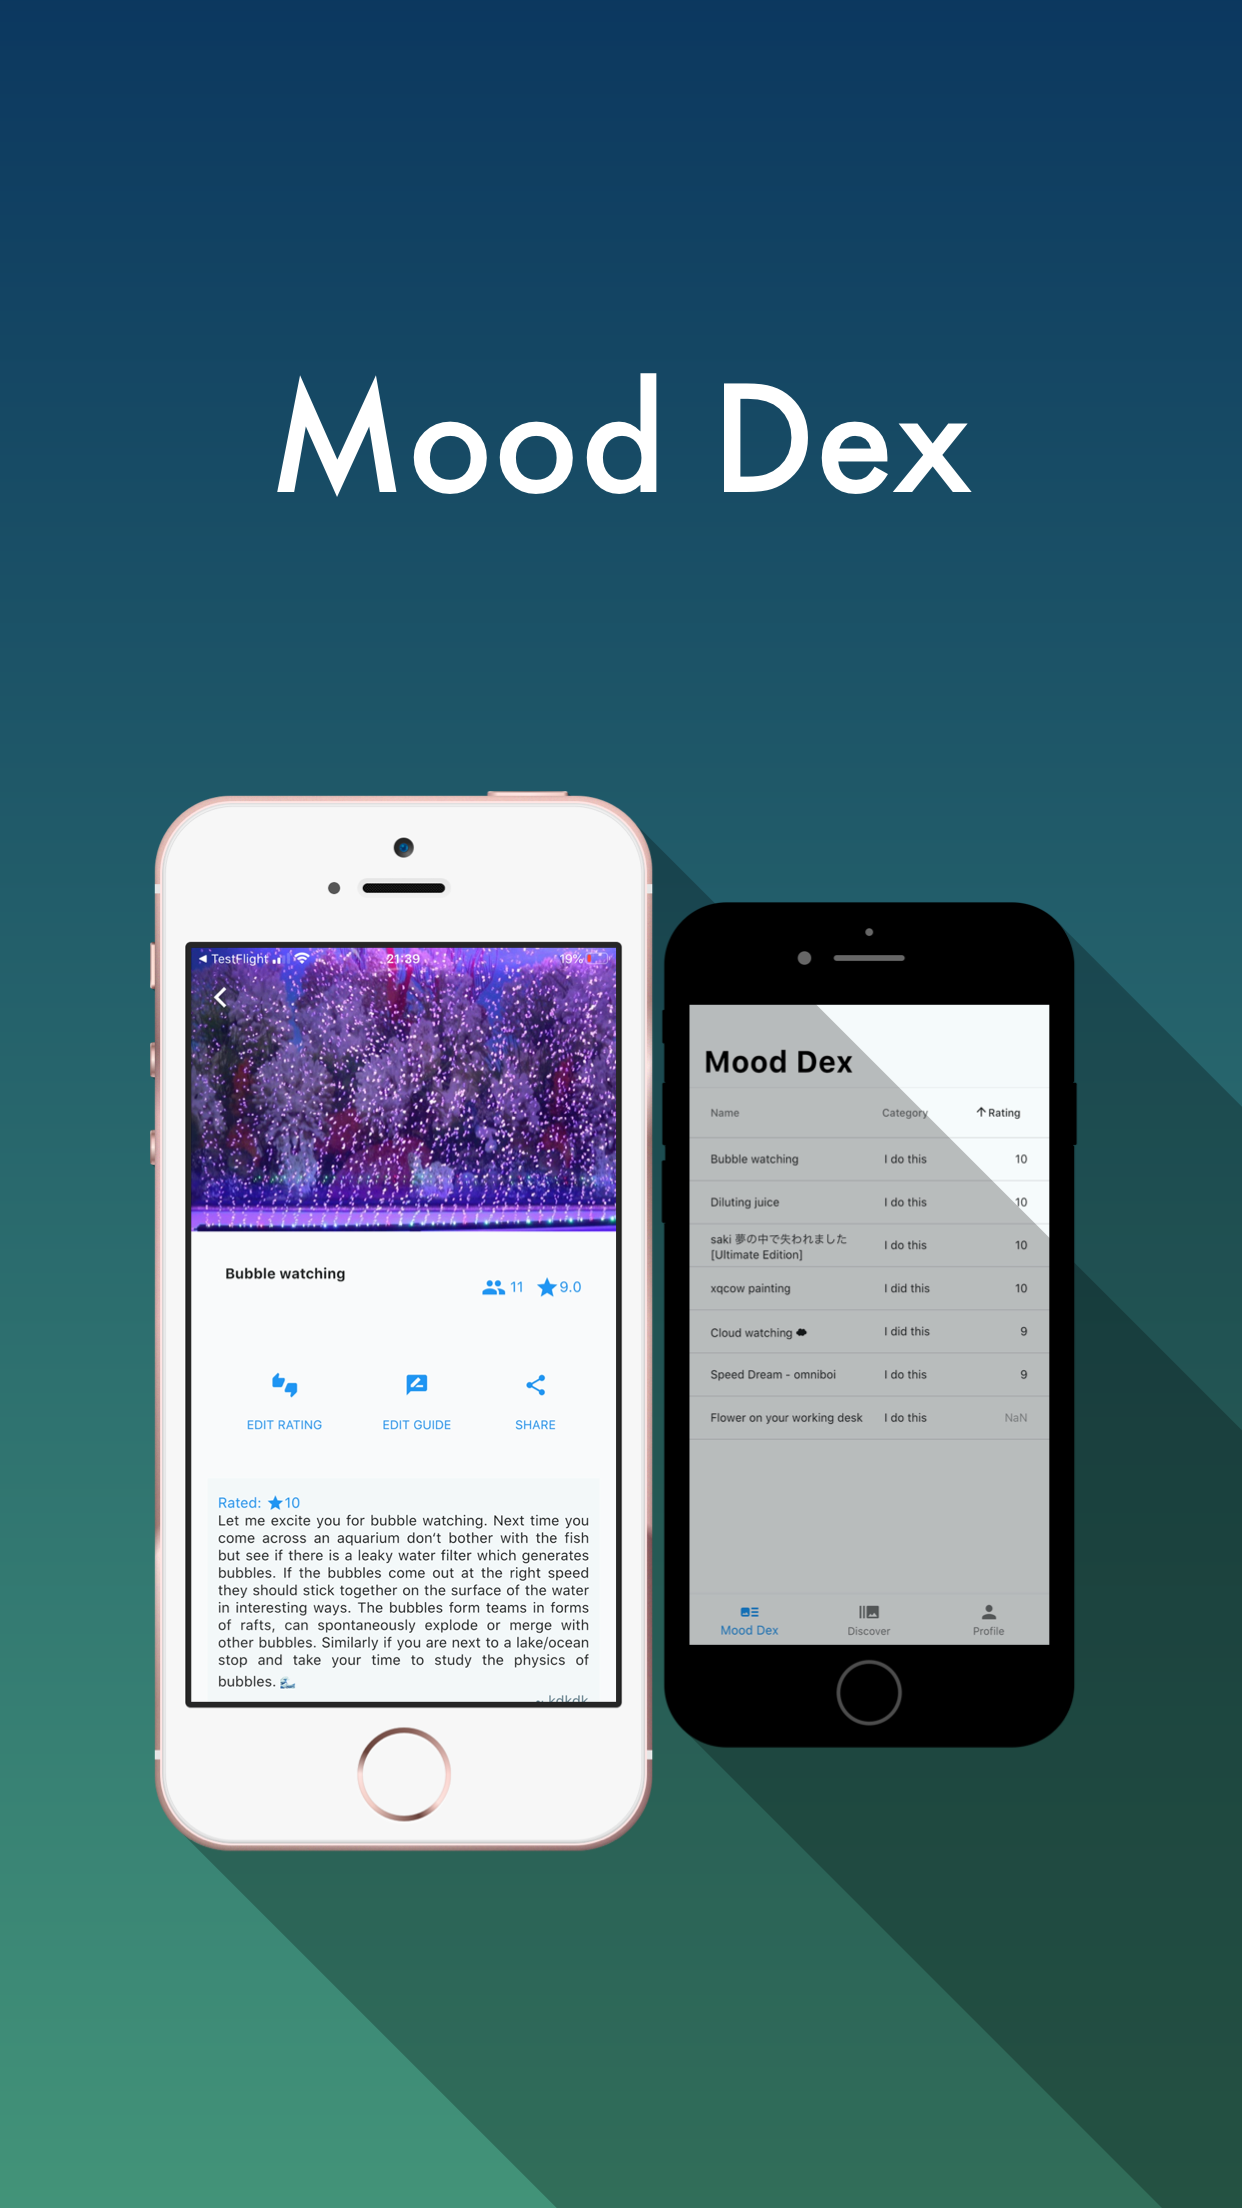 Mood Dex
TestFlight 21:39 19%
Bubble watching
11 9.0
EDIT RATING EDIT GUIDE SHARE
Rated: 10
Let me excite you for bubble watching. Next time you
come across an aquarium don't bother with the fish
but see if there is a leaky water filter which generates
bubbles. If the bubbles come out at the right speed
they should stick together on the surface of the water
in interesting ways. The bubbles form teams in forms
of rafts, can spontaneously explode or merge with
other bubbles. Similarly if you are next to a lake/ocean
stop and take your time to study the physics of
bubbles. 🌊
~ kdkdk
Mood Dex
Name Category ↑ Rating
Bubble watching I do this 10
Diluting juice I do this 10
saki 夢の中で失われました
[Ultimate Edition] I do this 10
xqcow painting I did this 10
Cloud watching I did this 9
Speed Dream - omniboi I do this 9
Flower on your working desk I do this NaN
Mood Dex Discover Profile